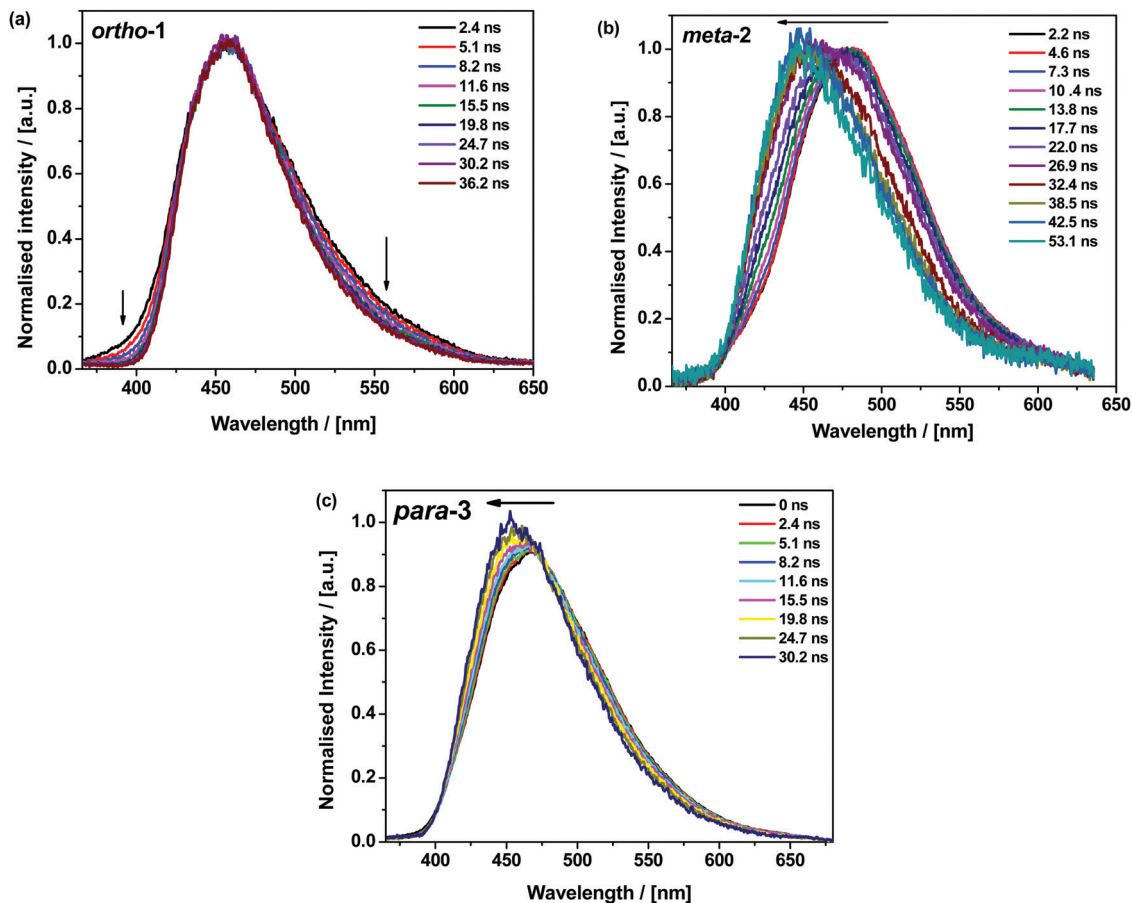 (a)
ortho-1
2.4 ns
5.1 ns
8.2 ns
11.6 ns
15.5 ns
19.8 ns
24.7 ns
30.2 ns
36.2 ns
1.0
0.8
0.6
0.4
0.2
0.0
Normalised intensity / [a.u.]
400
450
500
550
600
650
Wavelength / [nm]
(b)
meta-2
2.2 ns
4.6 ns
7.3 ns
10 .4 ns
13.8 ns
17.7 ns
22.0 ns
26.9 ns
32.4 ns
38.5 ns
42.5 ns
53.1 ns
1.0
0.8
0.6
0.4
0.2
0.0
Normalised Intensity / [a.u.]
400
450
500
550
600
650
Wavelength / [nm]
(c)
para-3
0 ns
2.4 ns
5.1 ns
8.2 ns
11.6 ns
15.5 ns
19.8 ns
24.7 ns
30.2 ns
1.0
0.8
0.6
0.4
0.2
0.0
Normalised Intensity / [a.u.]
400
450
500
550
600
650
Wavelength / [nm]